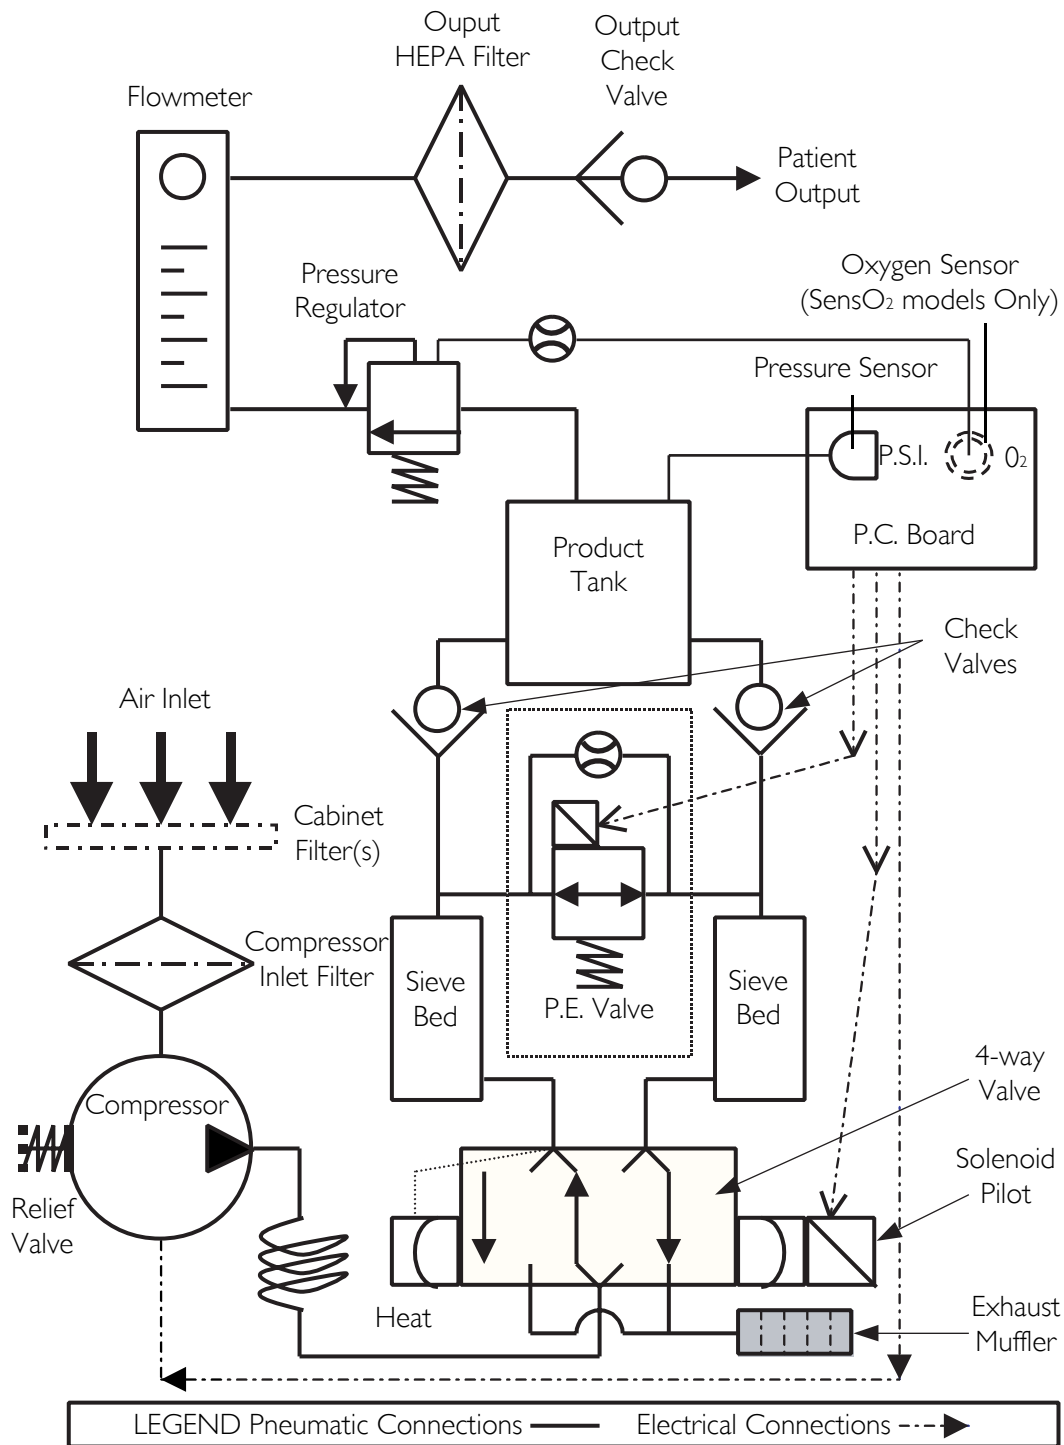 Ouput
HEPA Filter
Output
Check
Valve
Flowmeter
Patient
Output
Pressure
Regulator
Oxygen Sensor
(SensO₂ models Only)
Pressure Sensor
P.S.I.
0₂
P.C. Board
Product
Tank
Check
Valves
Air Inlet
Cabinet
Filter(s)
Compressor
Inlet Filter
Sieve
Bed
P.E. Valve
Sieve
Bed
4-way
Valve
Compressor
Solenoid
Pilot
Relief
Valve
Heat
Exhaust
Muffler
LEGEND Pneumatic Connections
Electrical Connections